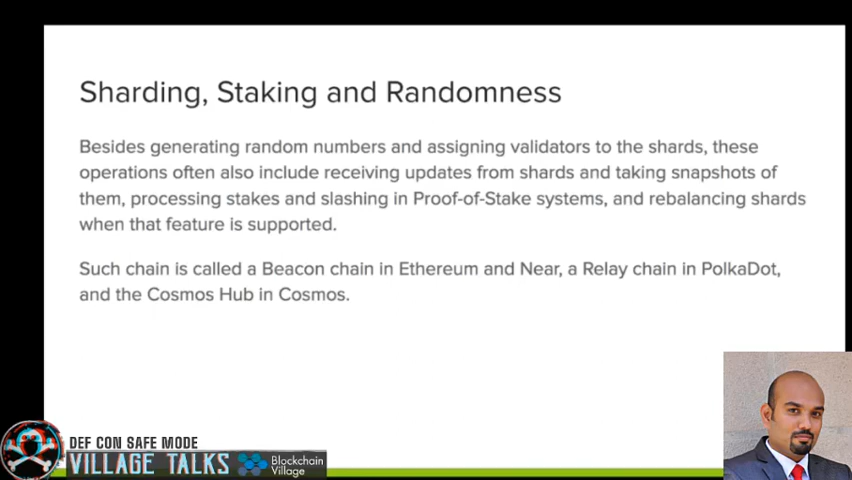 Sharding, Staking and Randomness
Besides generating random numbers and assigning validators to the shards, these
operations often also include receiving updates from shards and taking snapshots of
them, processing stakes and slashing in Proof-of-Stake systems, and rebalancing shards
when that feature is supported.
Such chain is called a Beacon chain in Ethereum and Near, a Relay chain in PolkaDot,
and the Cosmos Hub in Cosmos.
DEF CON SAFE MODE
VILLAGE TALKS
Blockchain
Village